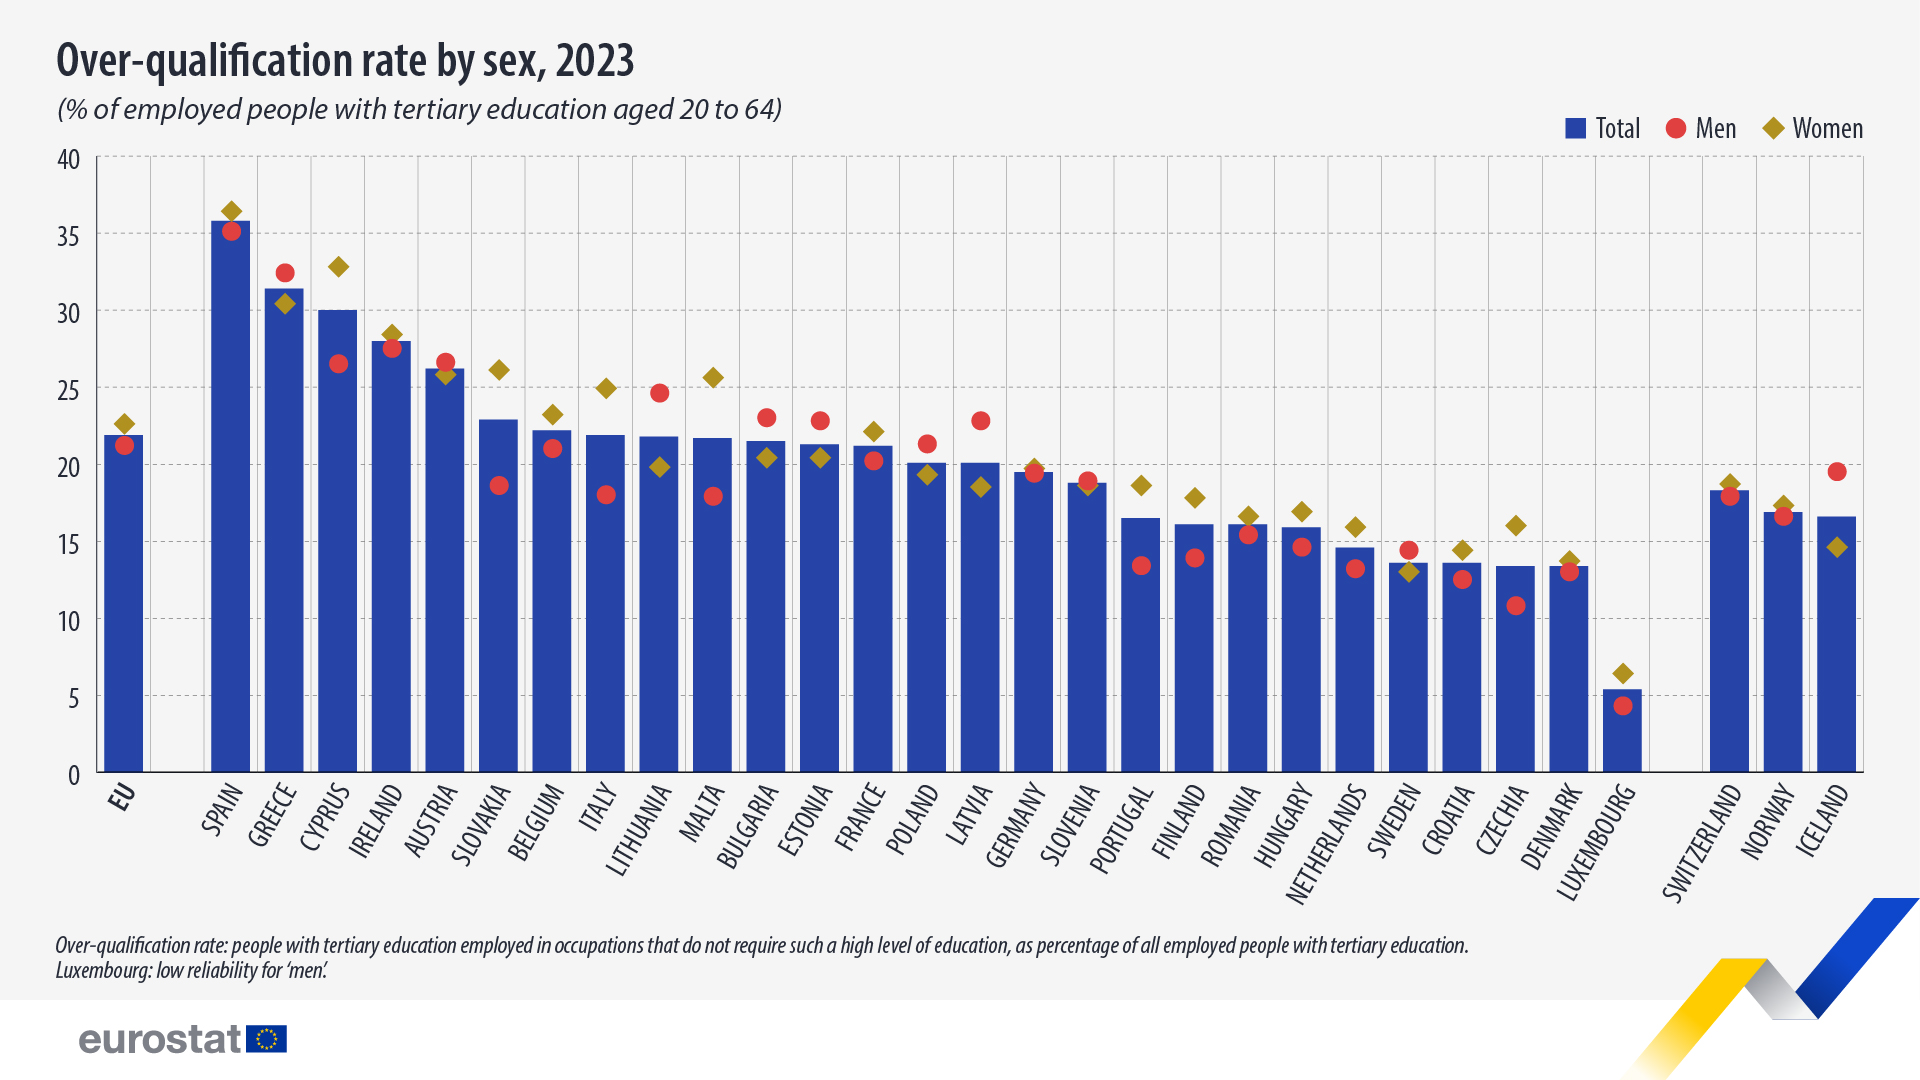 Over-qualification rate by sex, 2023
(% of employed people with tertiary education aged 20 to 64)
Total Men Women
40
35
30
25
20
15
10
5
0
EU
SPAIN
GREECE
CYPRUS
IRELAND
AUSTRIA
SLOVAKIA
BELGIUM
ITALY
LITHUANIA
MALTA
BULGARIA
ESTONIA
FRANCE
POLAND
LATVIA
GERMANY
SLOVENIA
PORTUGAL
FINLAND
ROMANIA
HUNGARY
NETHERLANDS
SWEDEN
CROATIA
CZECHIA
DENMARK
LUXEMBOURG
SWITZERLAND
NORWAY
ICELAND
Over-qualification rate: people with tertiary education employed in occupations that do not require such a high level of education, as percentage of all employed people with tertiary education.
Luxembourg: low reliability for ‘men’.
eurostat